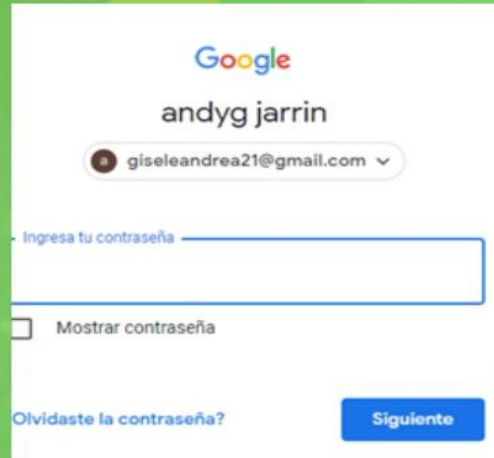 Google
andyg jarrin
a giseleandrea21@gmail.com
Ingresa tu contraseña
Mostrar contraseña
Olvidaste la contraseña?
Siguiente